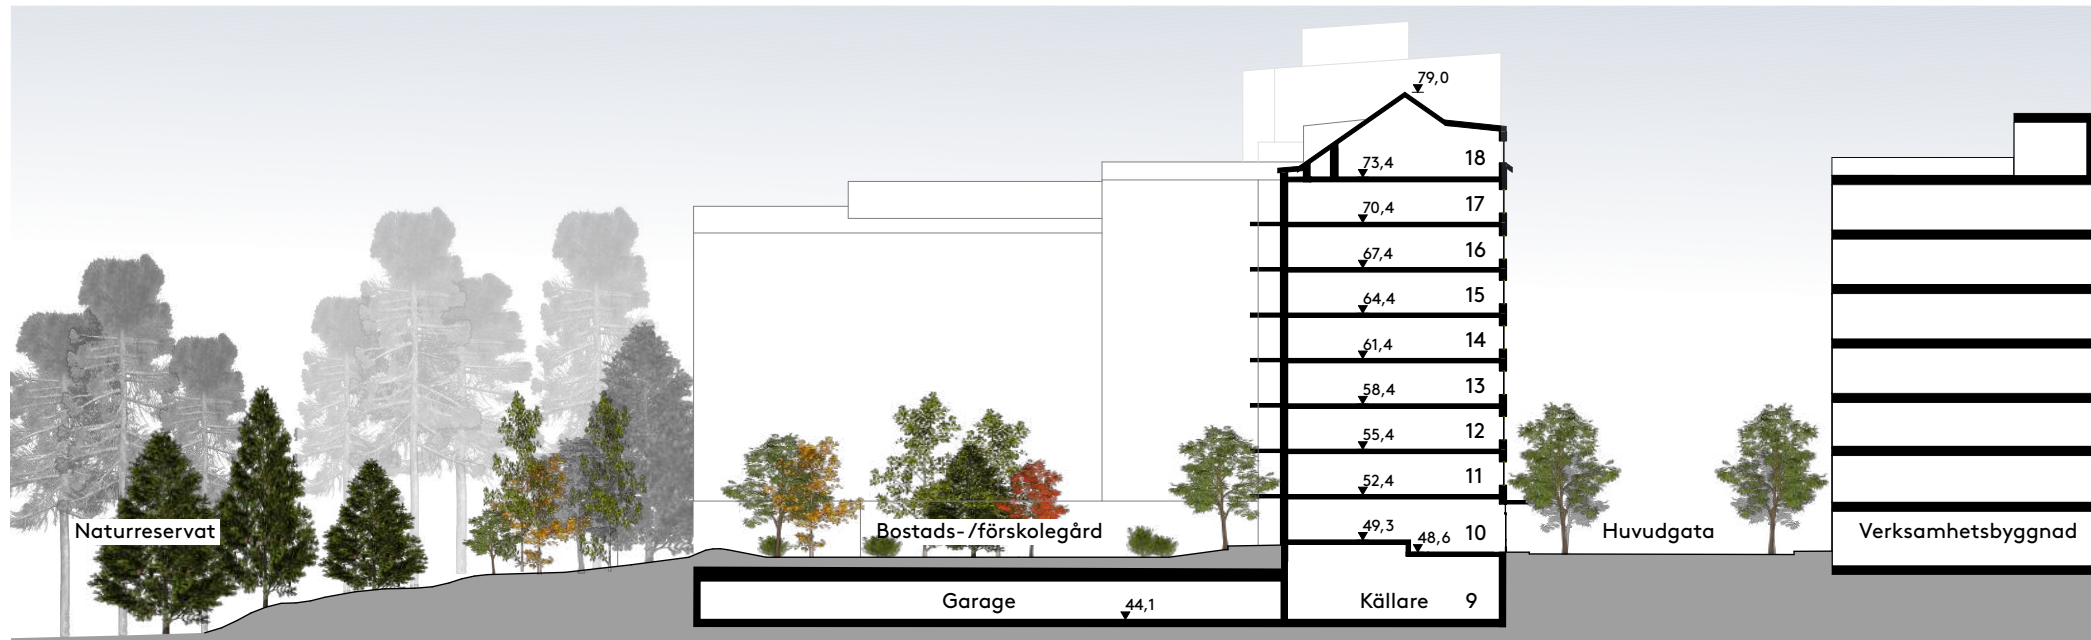 79,0
73,4 18
70,4 17
67,4 16
64,4 15
61,4 14
58,4 13
55,4 12
52,4 11
49,3 48,6 10
Naturreservat
Bostads-/förskolegård
Huvudgata
Verksamhetsbyggnad
Garage 44,1
Källare 9